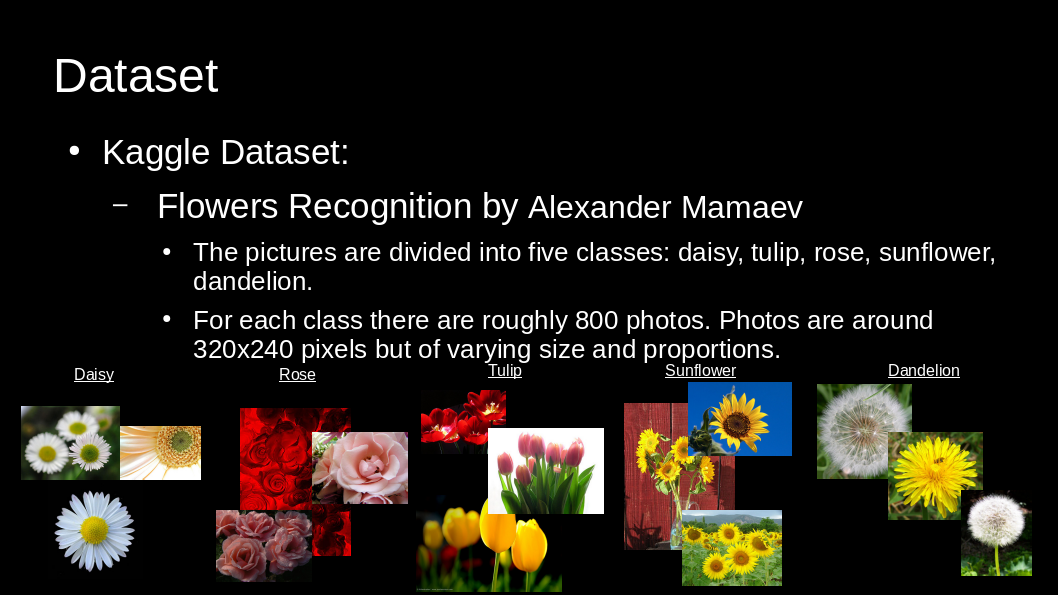 Dataset
• Kaggle Dataset:
– Flowers Recognition by Alexander Mamaev
• The pictures are divided into five classes: daisy, tulip, rose, sunflower,
dandelion.
• For each class there are roughly 800 photos. Photos are around
320x240 pixels but of varying size and proportions.
Daisy
Rose
Tulip
Sunflower
Dandelion